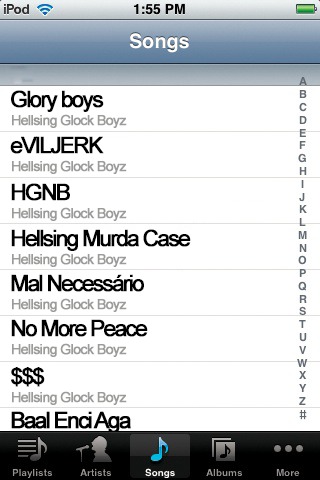 iPod 1:55 PM
Songs
Glory boys
Hellsing Glock Boyz
eVILJERK
Hellsing Glock Boyz
HGNB
Hellsing Glock Boyz
Hellsing Murda Case
Hellsing Glock Boyz
Mal Necessário
Hellsing Glock Boyz
No More Peace
Hellsing Glock Boyz
$$$
Hellsing Glock Boyz
Baal Enci Aga
A
B
C
D
E
F
G
H
I
J
K
L
M
N
O
P
Q
R
S
T
U
V
W
X
Y
Z
#
Playlists Artists Songs Albums More